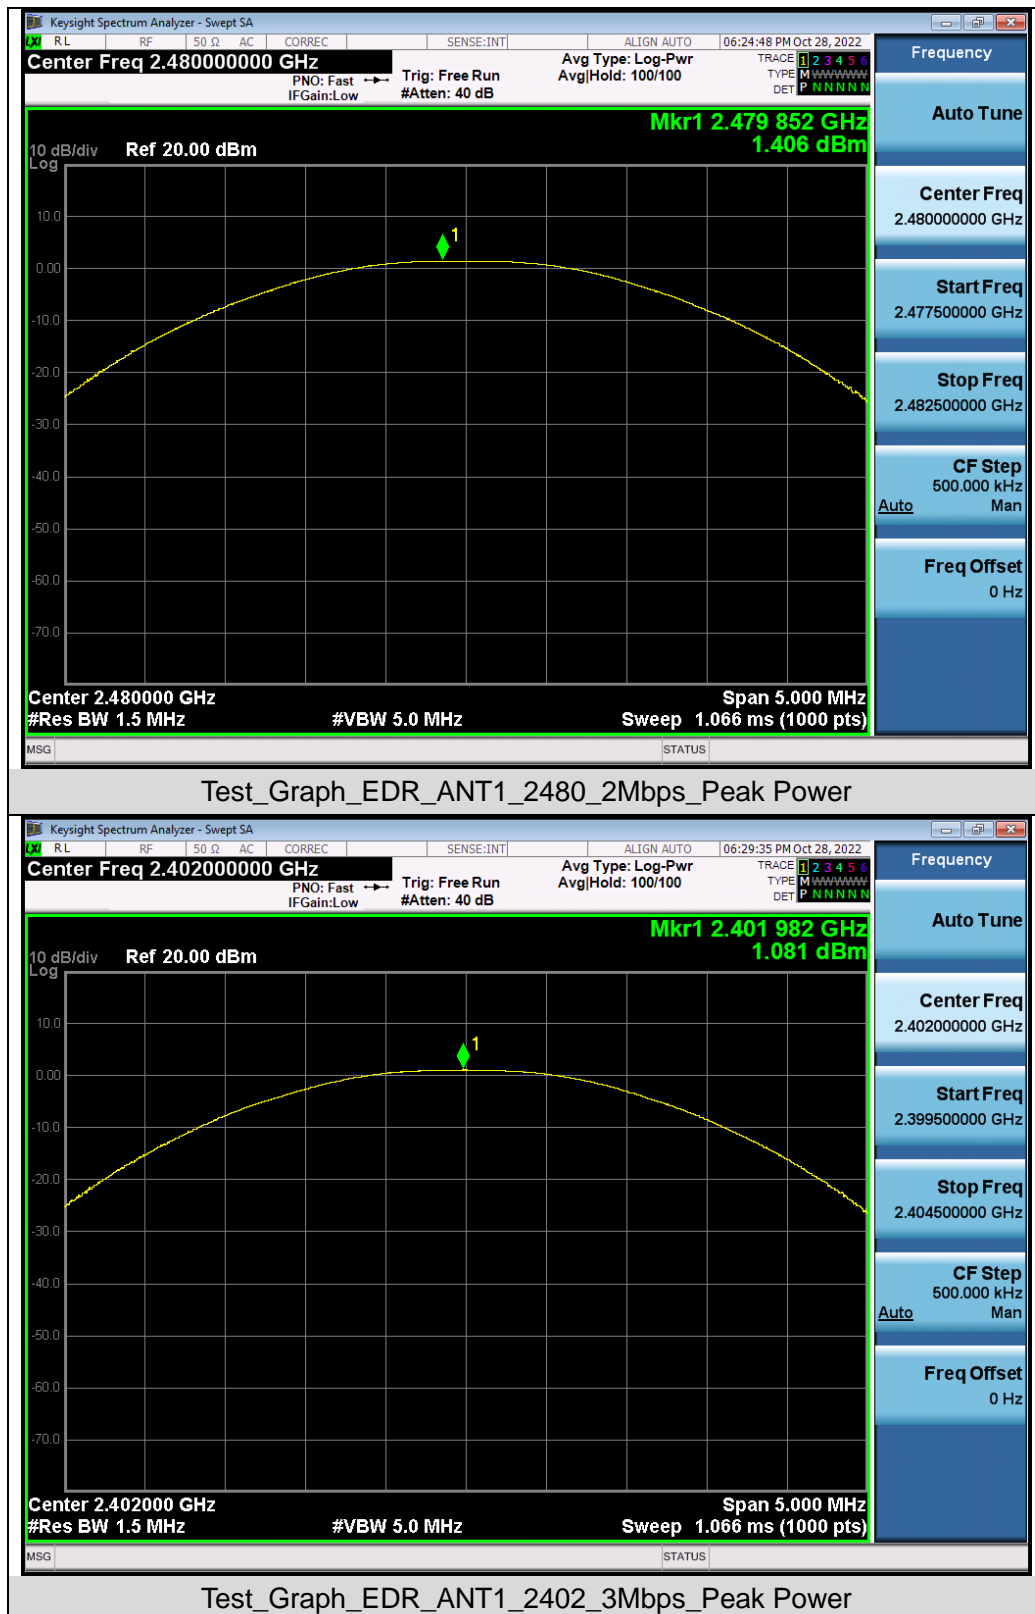 Keysight Spectrum Analyzer - Swept SA
LXI RL RF 50 Ω AC CORREC SENSE:INT ALIGN AUTO 06:24:48 PM Oct 28, 2022
Center Freq 2.480000000 GHz
PNO: Fast
IFGain:Low
Trig: Free Run
#Atten: 40 dB
Avg Type: Log-Pwr
Avg|Hold: 100/100
TRACE 1 2 3 4 5 6
TYPE M WWWWW
DET P N N N N N
Mkr1 2.479 852 GHz
1.406 dBm
10 dB/div Ref 20.00 dBm
Log
10.0
0.00
-10.0
-20.0
-30.0
-40.0
-50.0
-60.0
-70.0
1
Center 2.480000 GHz Span 5.000 MHz
#Res BW 1.5 MHz #VBW 5.0 MHz Sweep 1.066 ms (1000 pts)
MSG STATUS
Frequency
Auto Tune
Center Freq
2.480000000 GHz
Start Freq
2.477500000 GHz
Stop Freq
2.482500000 GHz
CF Step
500.000 kHz
Auto Man
Freq Offset
0 Hz
Test_Graph_EDR_ANT1_2480_2Mbps_Peak Power
Keysight Spectrum Analyzer - Swept SA
LXI RL RF 50 Ω AC CORREC SENSE:INT ALIGN AUTO 06:29:35 PM Oct 28, 2022
Center Freq 2.402000000 GHz
PNO: Fast
IFGain:Low
Trig: Free Run
#Atten: 40 dB
Avg Type: Log-Pwr
Avg|Hold: 100/100
TRACE 1 2 3 4 5 6
TYPE M WWWWW
DET P N N N N N
Mkr1 2.401 982 GHz
1.081 dBm
10 dB/div Ref 20.00 dBm
Log
10.0
0.00
-10.0
-20.0
-30.0
-40.0
-50.0
-60.0
-70.0
1
Center 2.402000 GHz Span 5.000 MHz
#Res BW 1.5 MHz #VBW 5.0 MHz Sweep 1.066 ms (1000 pts)
MSG STATUS
Frequency
Auto Tune
Center Freq
2.402000000 GHz
Start Freq
2.399500000 GHz
Stop Freq
2.404500000 GHz
CF Step
500.000 kHz
Auto Man
Freq Offset
0 Hz
Test_Graph_EDR_ANT1_2402_3Mbps_Peak Power